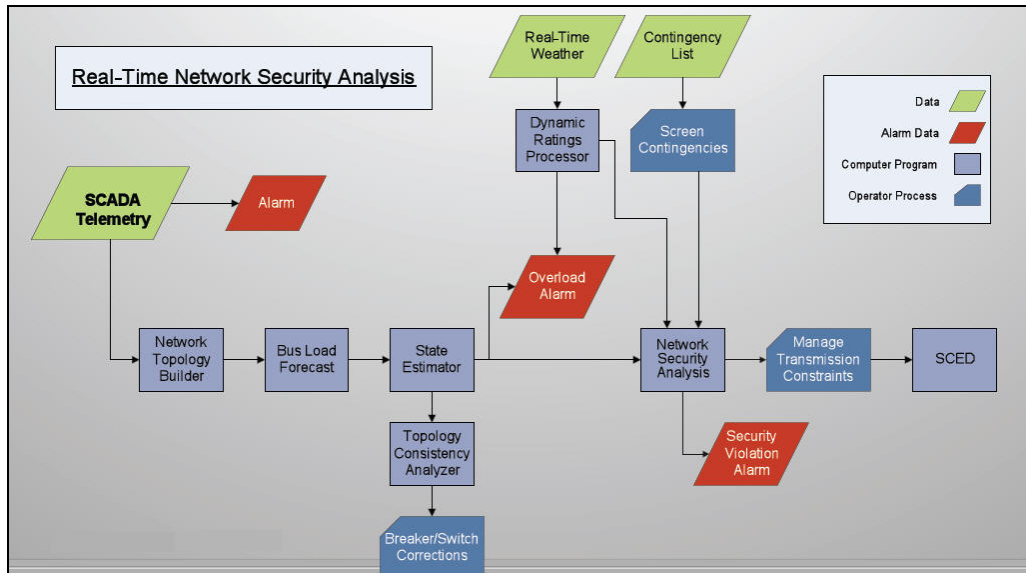 Real-Time Network Security Analysis
Real-Time
Weather
Contingency
List
Data
Alarm Data
Computer Program
Operator Process
Dynamic
Ratings
Processor
Screen
Contingencies
SCADA
Telemetry
Alarm
Overload
Alarm
Network
Topology
Builder
Bus Load
Forecast
State
Estimator
Network
Security
Analysis
Manage
Transmission
Constraints
SCED
Topology
Consistency
Analyzer
Security
Violation
Alarm
Breaker/Switch
Corrections